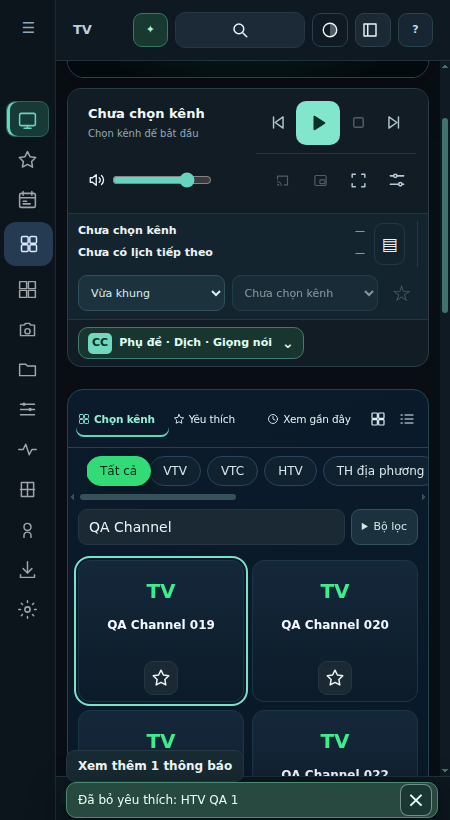 TV
?
Chưa chọn kênh
Chọn kênh để bắt đầu
Chưa chọn kênh —
Chưa có lịch tiếp theo —
Vừa khung
Chưa chọn kênh
CC Phụ đề · Dịch · Giọng nói
Chọn kênh Yêu thích Xem gần đây
Tất cả VTV VTC HTV TH địa phương
QA Channel Bộ lọc
TV TV
QA Channel 019 QA Channel 020
TV TV
QA Channel 022
Xem thêm 1 thông báo
Đã bỏ yêu thích: HTV QA 1